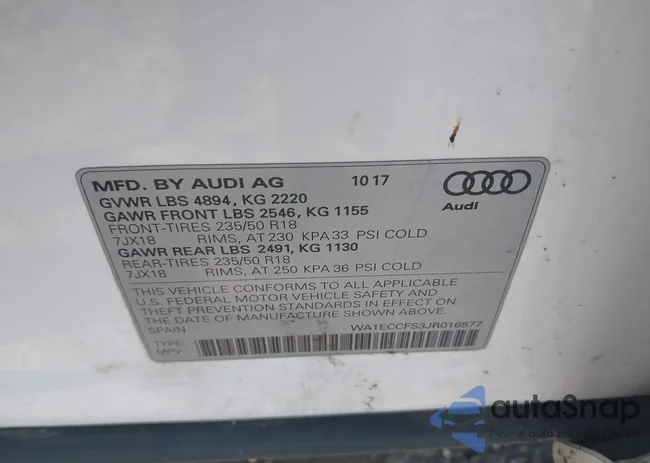 MFD. BY AUDI AG 10 17
GVWR LBS 4894, KG 2220
GAWR FRONT LBS 2546, KG 1155
FRONT-TIRES 235/50 R18
7JX18 RIMS, AT 230 KPA 33 PSI COLD
GAWR REAR LBS 2491, KG 1130
REAR-TIRES 235/50 R18
7JX18 RIMS, AT 250 KPA 36 PSI COLD
Audi
THIS VEHICLE CONFORMS TO ALL APPLICABLE
U.S. FEDERAL MOTOR VEHICLE SAFETY AND
THEFT PREVENTION STANDARDS IN EFFECT ON
THE DATE OF MANUFACTURE SHOWN ABOVE.
SPAIN WA1ECCFS3JR016577
TYPE:
MPV
autoSnap
Pewne auto z